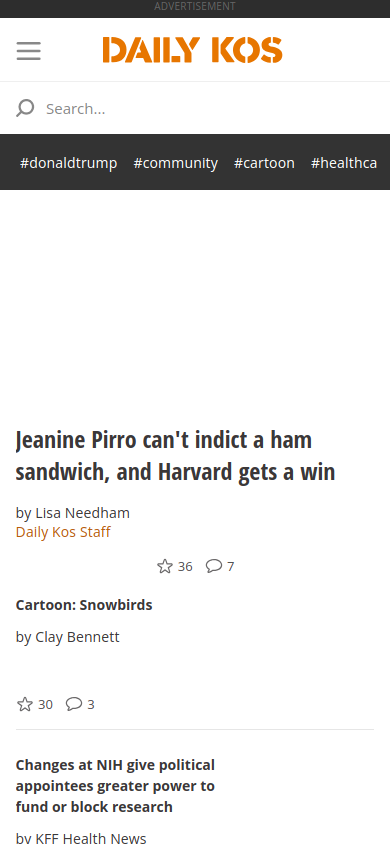 ADVERTISEMENT
DAILY KOS
Search...
#donaldtrump #community #cartoon #healthca
Jeanine Pirro can't indict a ham
sandwich, and Harvard gets a win
by Lisa Needham
Daily Kos Staff
36 7
Cartoon: Snowbirds
by Clay Bennett
30 3
Changes at NIH give political
appointees greater power to
fund or block research
by KFF Health News